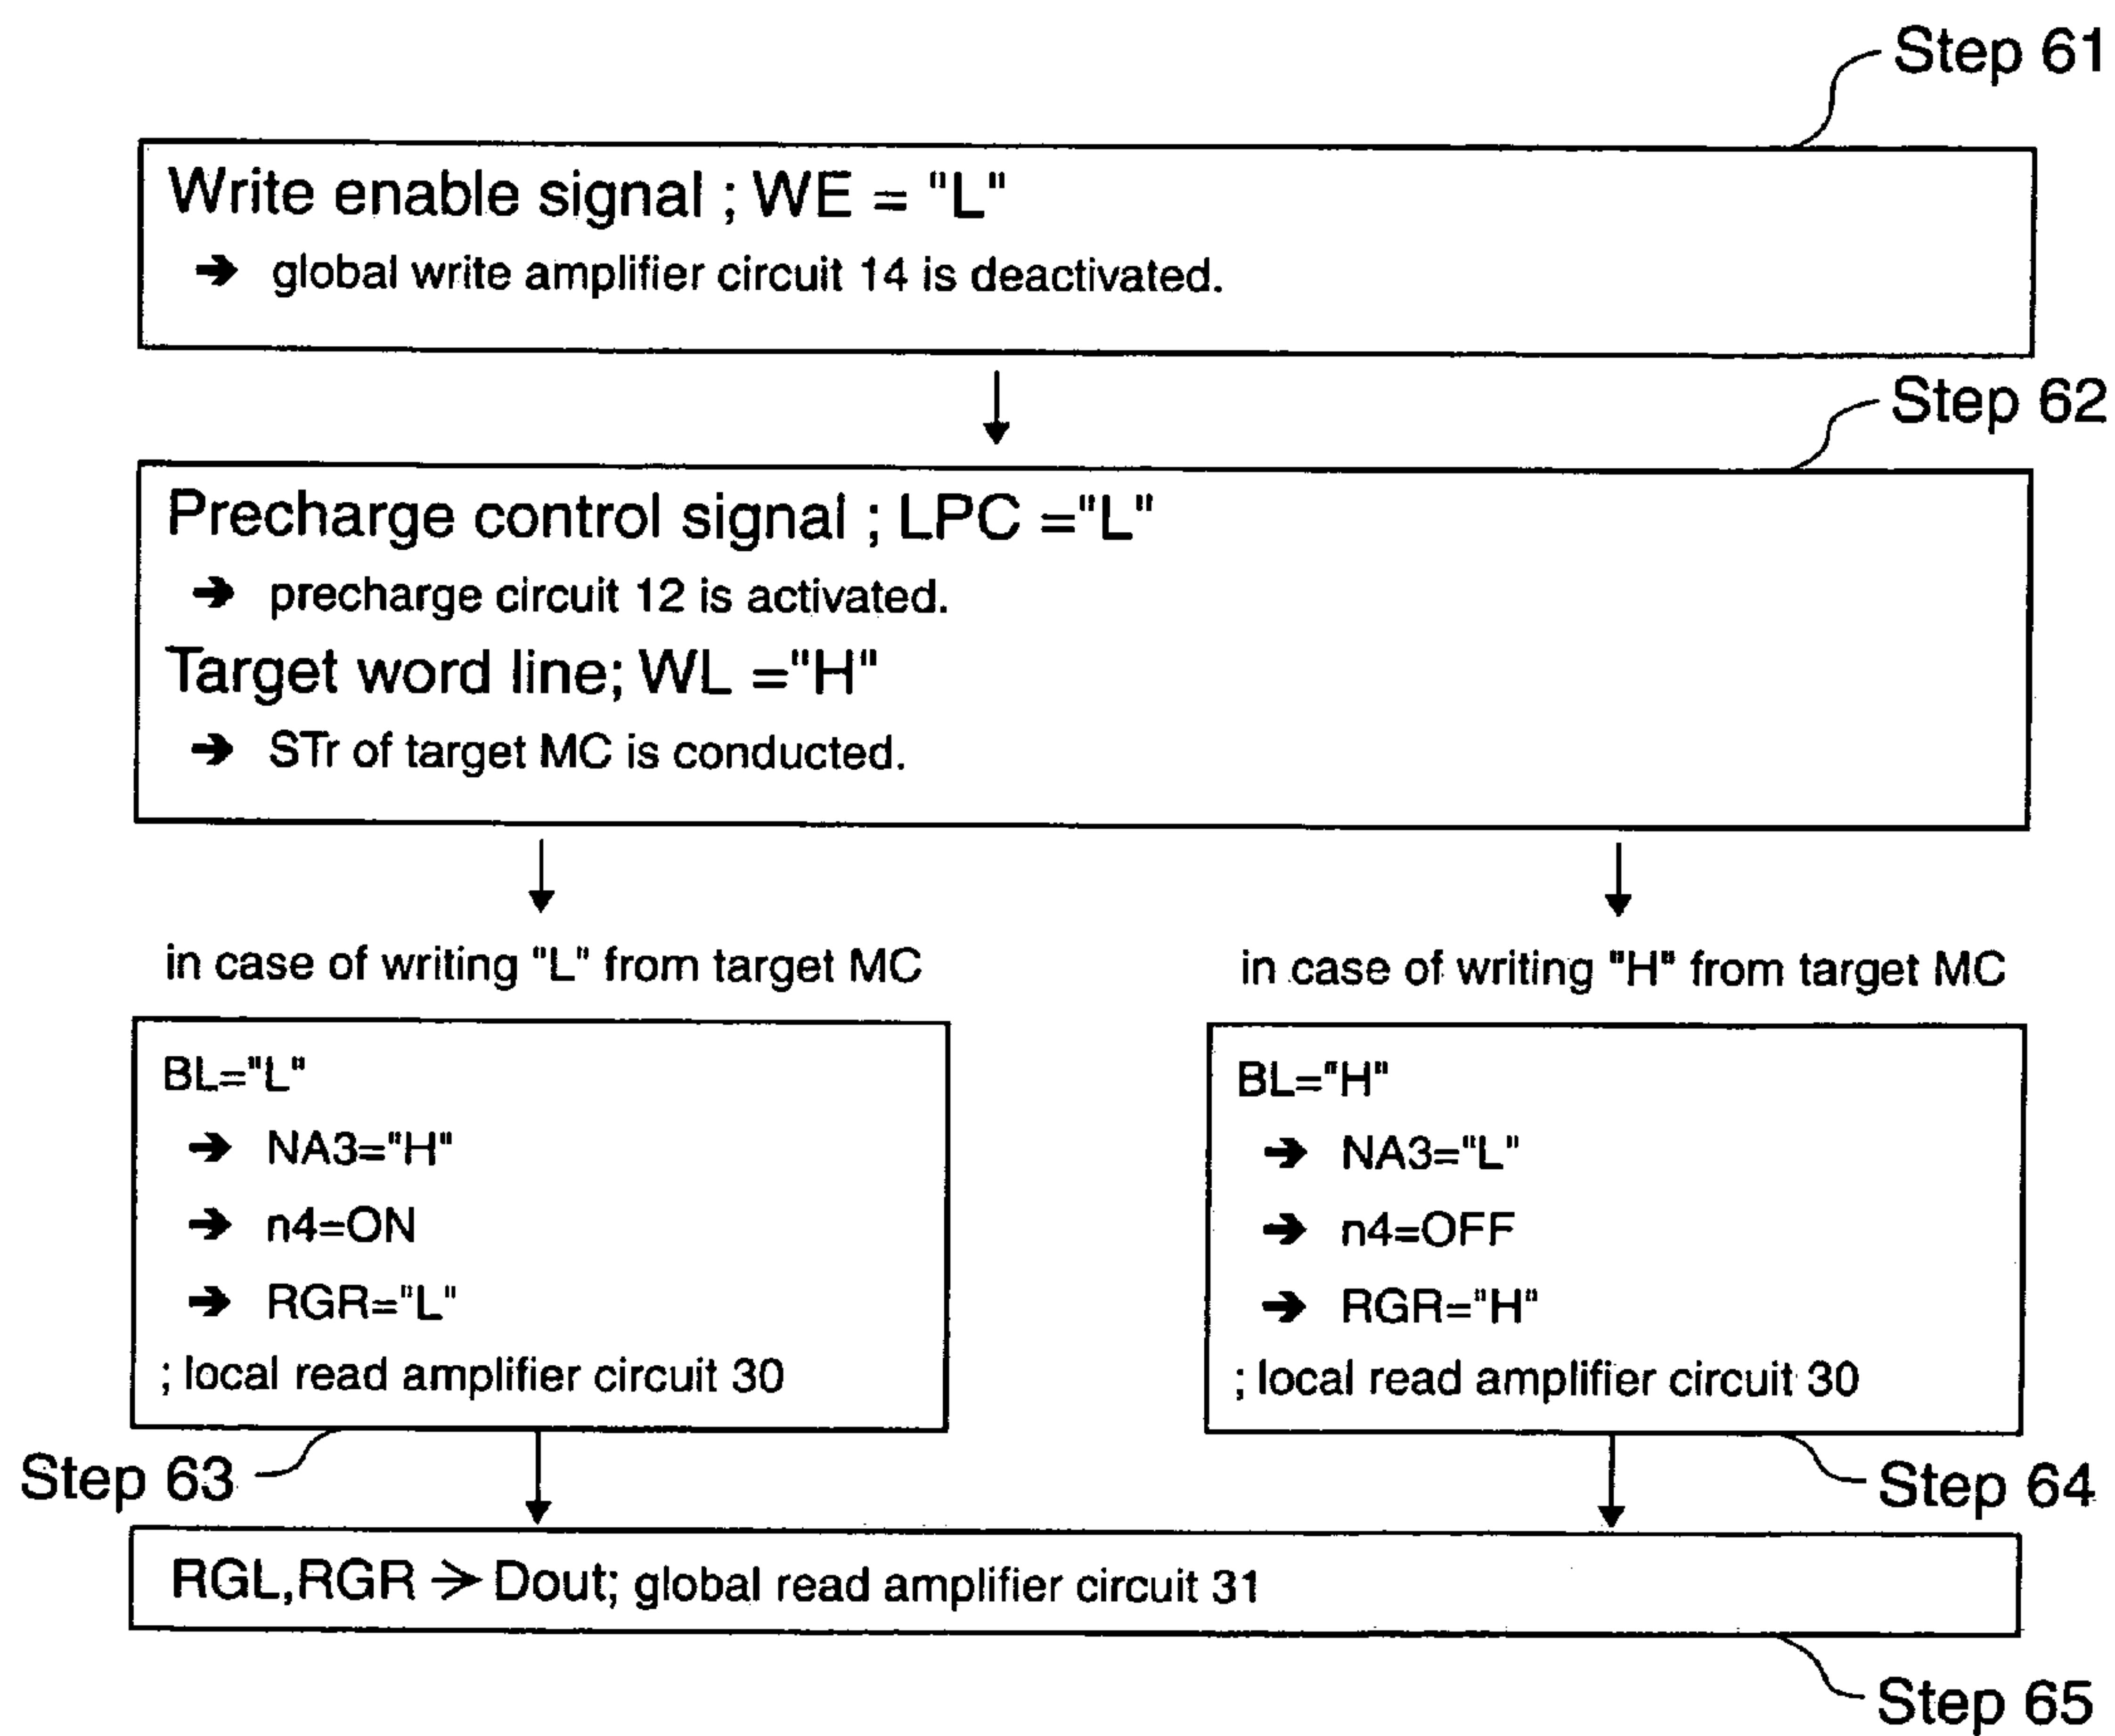 Step 61
Write enable signal ; WE = "L"
➔ global write amplifier circuit 14 is deactivated.
Step 62
Precharge control signal ; LPC ="L"
➔ precharge circuit 12 is activated.
Target word line; WL ="H"
➔ STr of target MC is conducted.
in case of writing "L" from target MC
BL="L"
➔ NA3="H"
➔ n4=ON
➔ RGR="L"
; local read amplifier circuit 30
Step 63
in case of writing "H" from target MC
BL="H"
➔ NA3="L"
➔ n4=OFF
➔ RGR="H"
; local read amplifier circuit 30
Step 64
RGL,RGR ➔ Dout; global read amplifier circuit 31
Step 65